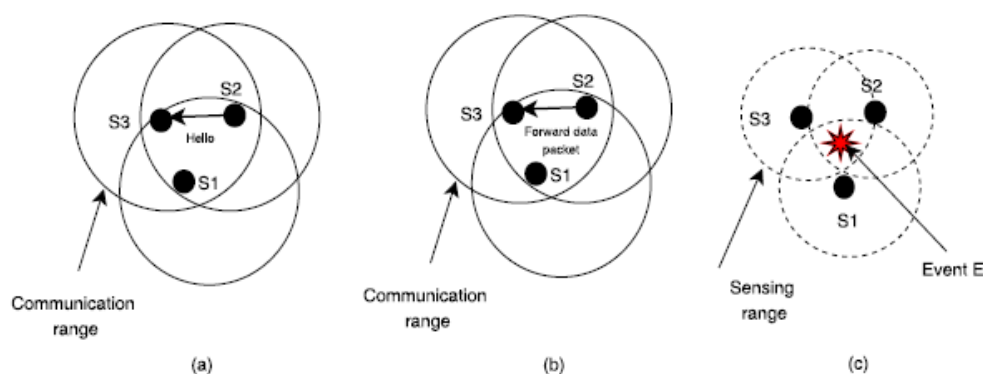 S3
S2
Hello
S1
Communication
range
(a)
S3
S2
Forward data
packet
S1
Communication
range
(b)
S3
S2
S1
Sensing
range
Event E
(c)